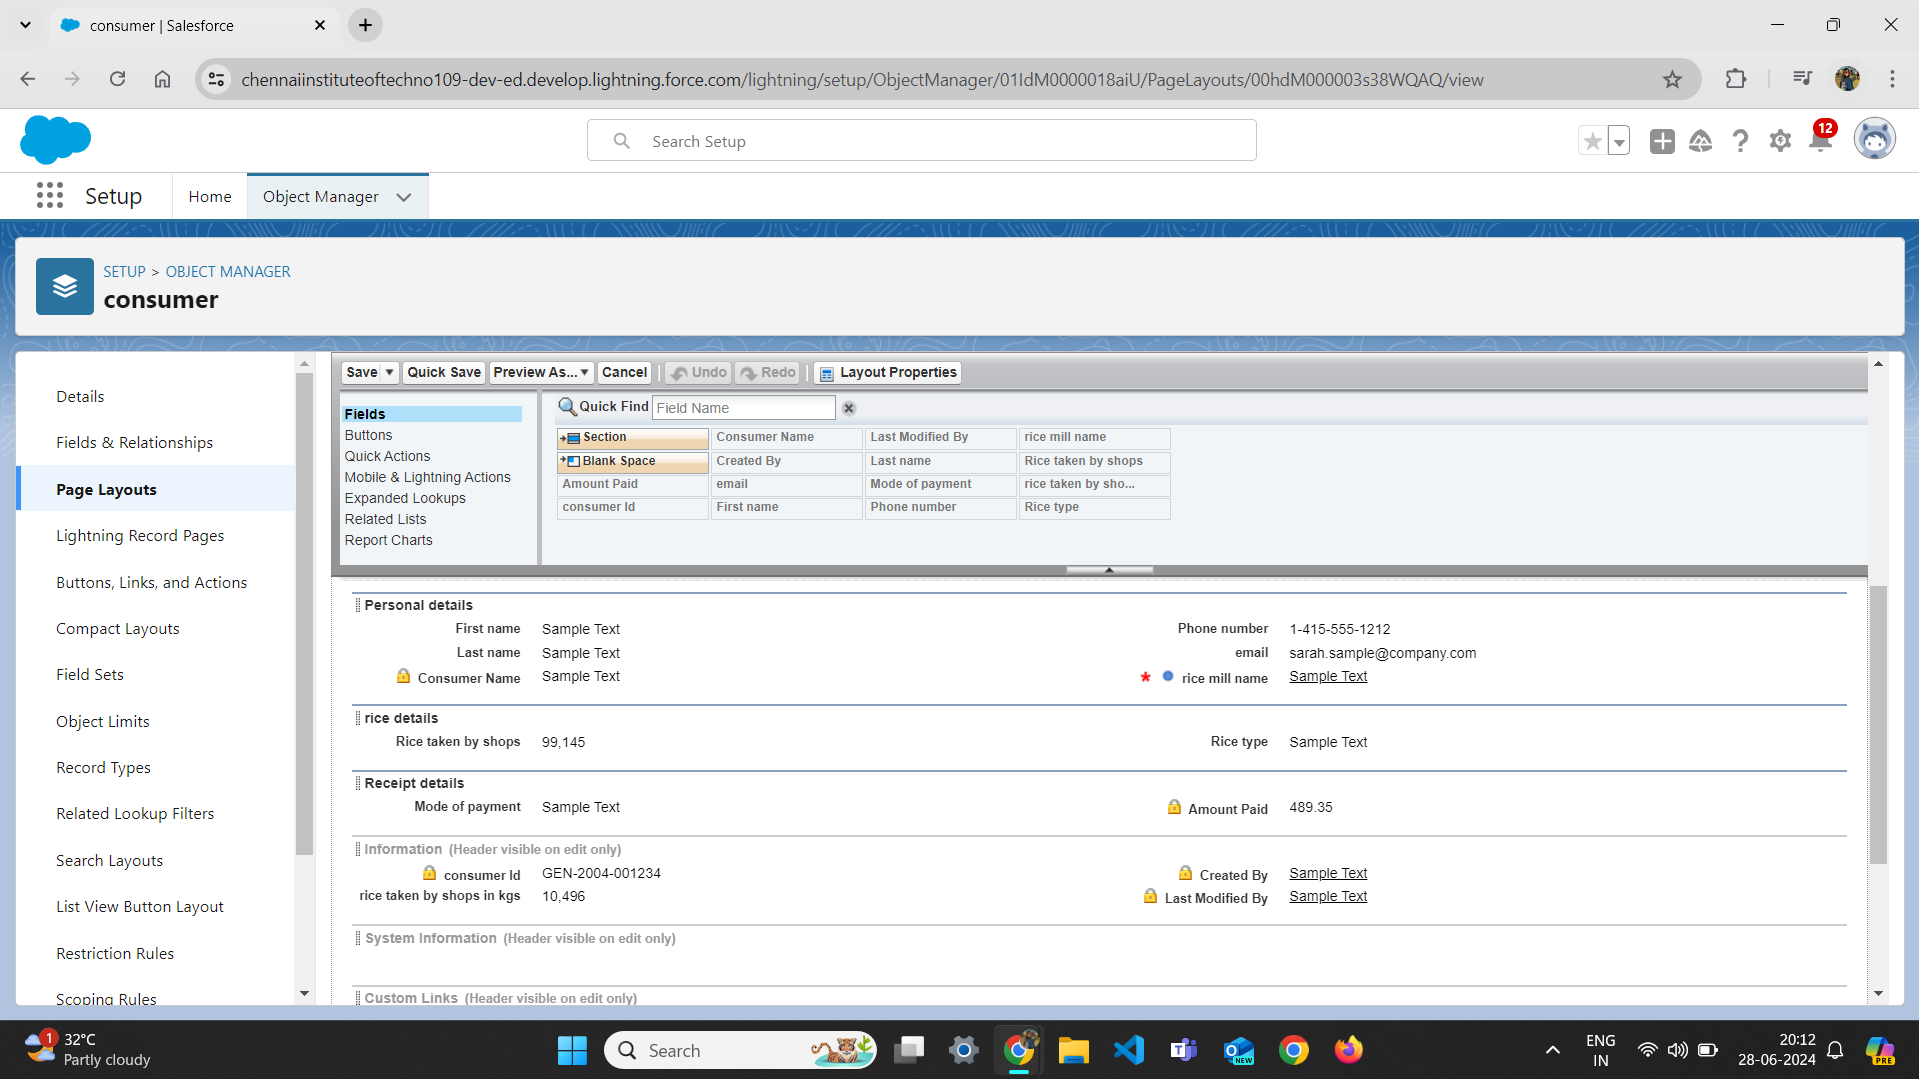 consumer | Salesforce
chennaiinstituteoftechno109-dev-ed.develop.lightning.force.com/lightning/setup/ObjectManager/01IdM0000018aiU/PageLayouts/00hdM000003s38WQAQ/view
Search Setup
12
Setup
Home
Object Manager
SETUP > OBJECT MANAGER
consumer
Details
Fields & Relationships
Page Layouts
Lightning Record Pages
Buttons, Links, and Actions
Compact Layouts
Field Sets
Object Limits
Record Types
Related Lookup Filters
Search Layouts
List View Button Layout
Restriction Rules
Scoping Rules
Save Quick Save Preview As... Cancel Undo Redo Layout Properties
Fields
Buttons
Quick Actions
Mobile & Lightning Actions
Expanded Lookups
Related Lists
Report Charts
Quick Find Field Name
Section Consumer Name Last Modified By rice mill name
Blank Space Created By Last name Rice taken by shops
Amount Paid email Mode of payment rice taken by sho...
consumer Id First name Phone number Rice type
Personal details
First name Sample Text Phone number 1-415-555-1212
Last name Sample Text email sarah.sample@company.com
Consumer Name Sample Text * rice mill name Sample Text
rice details
Rice taken by shops 99,145 Rice type Sample Text
Receipt details
Mode of payment Sample Text Amount Paid 489.35
Information (Header visible on edit only)
consumer Id GEN-2004-001234 Created By Sample Text
rice taken by shops in kgs 10,496 Last Modified By Sample Text
System Information (Header visible on edit only)
Custom Links (Header visible on edit only)
1
32°C
Partly cloudy
Search
NEW
ENG
IN
20:12
28-06-2024
PRE